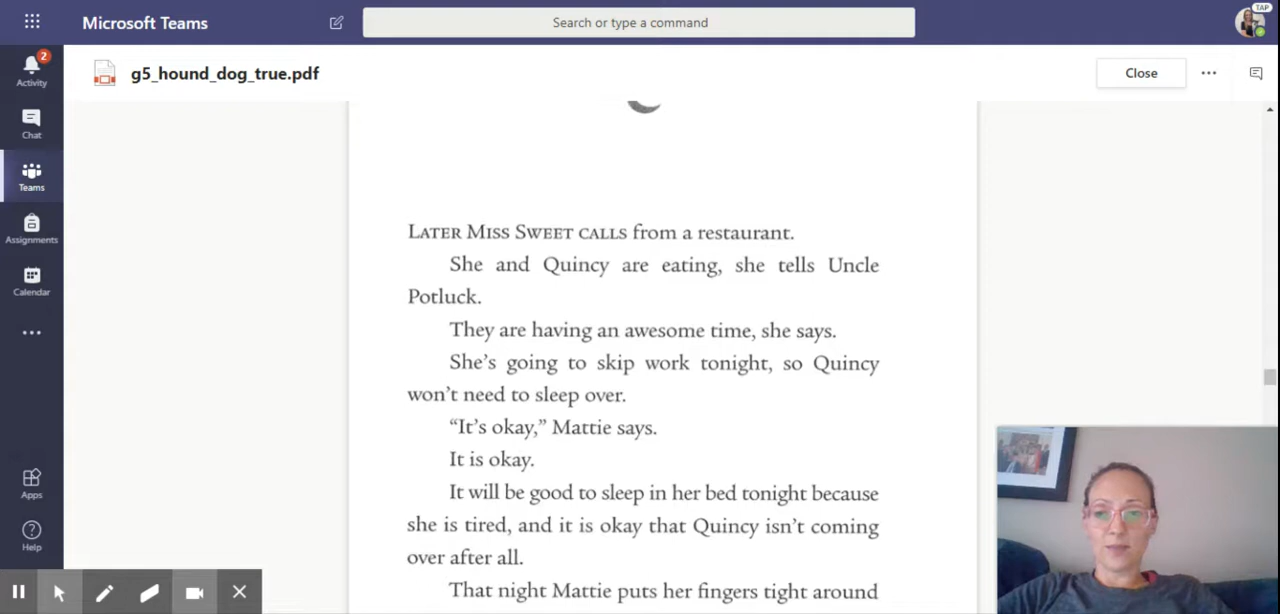 Microsoft Teams
Search or type a command
TAP
2
Activity
g5_hound_dog_true.pdf
Close
Chat
Teams
Assignments
Calendar
Apps
Help
LATER MISS SWEET CALLS from a restaurant.
She and Quincy are eating, she tells Uncle
Potluck.
They are having an awesome time, she says.
She's going to skip work tonight, so Quincy
won't need to sleep over.
“It's okay,” Mattie says.
It is okay.
It will be good to sleep in her bed tonight because
she is tired, and it is okay that Quincy isn't coming
over after all.
That night Mattie puts her fingers tight around